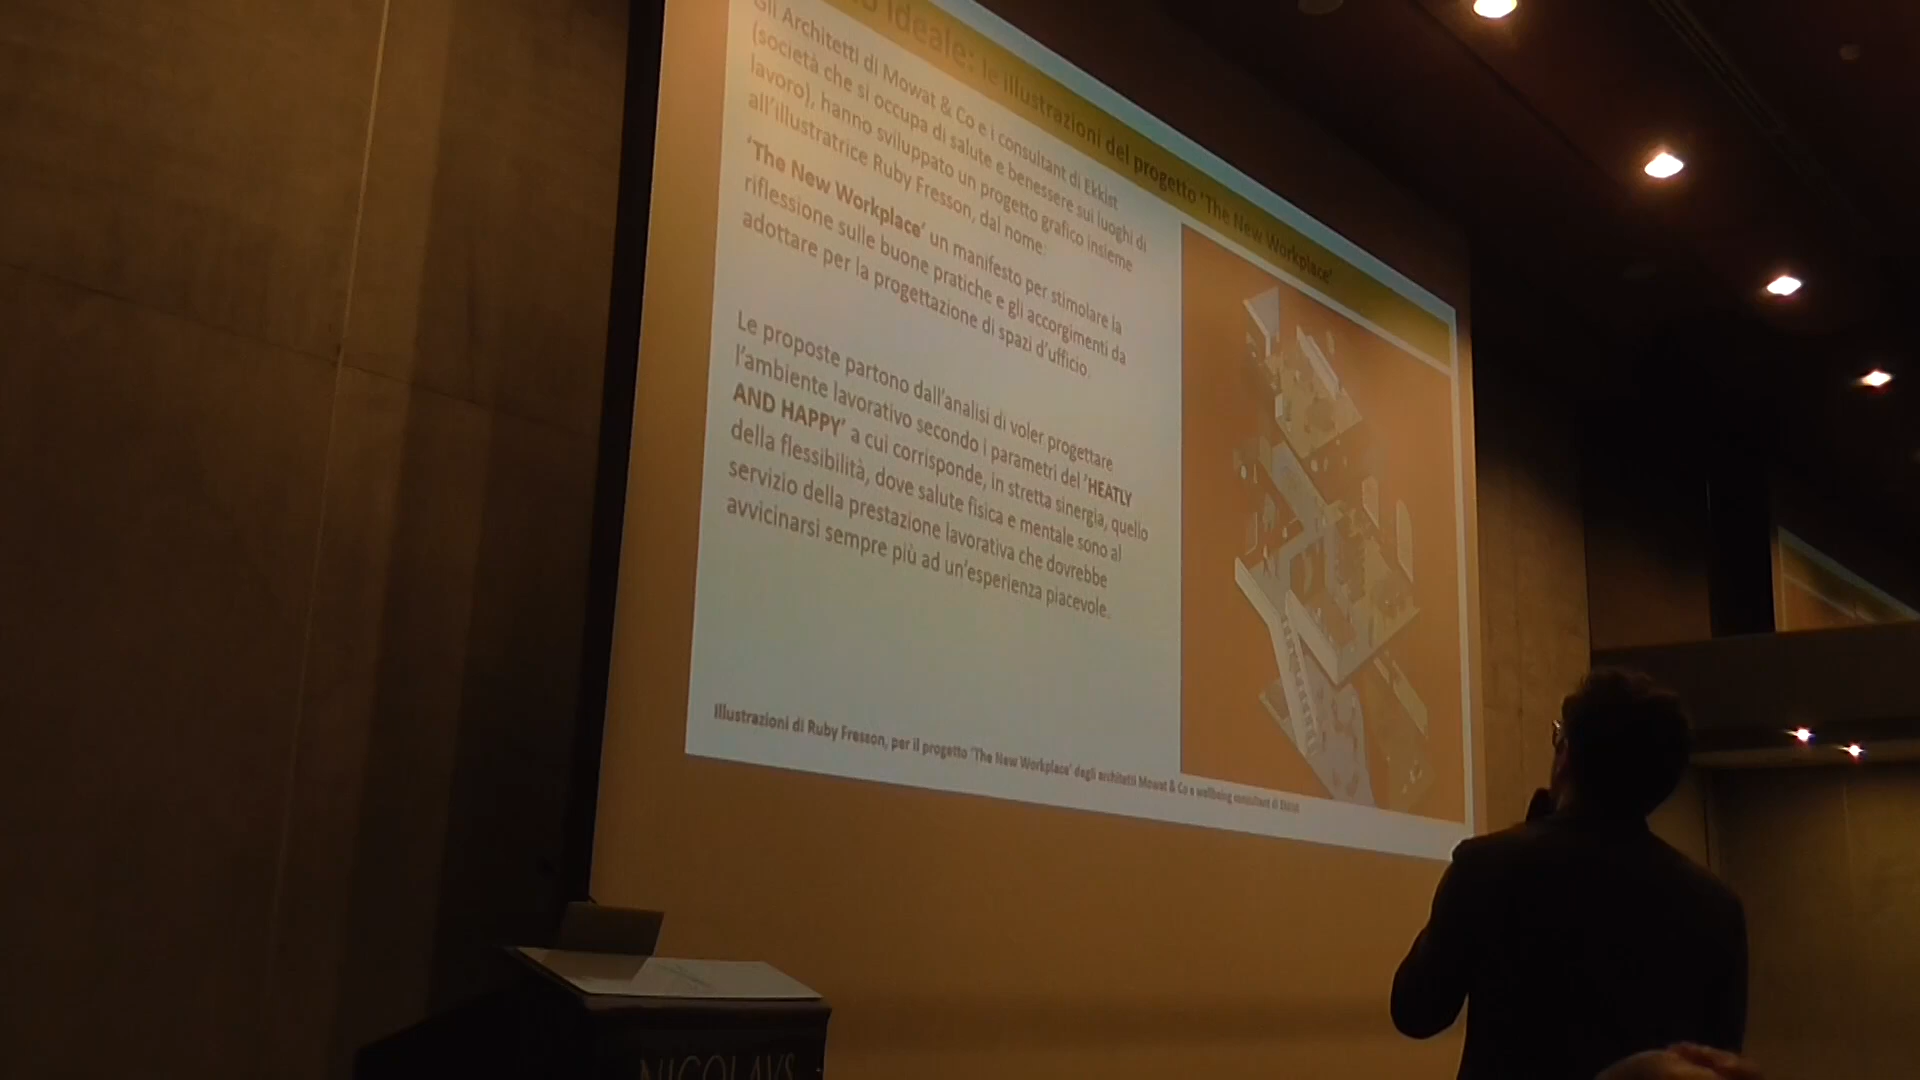 Ideale: le illustrazioni del progetto 'The New Workplace'
Gli Architetti di Mowat & Co e i consultant di Ekkist
(società che si occupa di salute e benessere sui luoghi di
lavoro), hanno sviluppato un progetto grafico insieme
all'illustratrice Ruby Fresson, dal nome:
'The New Workplace' un manifesto per stimolare la
riflessione sulle buone pratiche e gli accorgimenti da
adottare per la progettazione di spazi d'ufficio.
Le proposte partono dall'analisi di voler progettare
l'ambiente lavorativo secondo i parametri del 'HEATLY
AND HAPPY' a cui corrisponde, in stretta sinergia, quello
della flessibilità, dove salute fisica e mentale sono al
servizio della prestazione lavorativa che dovrebbe
avvicinarsi sempre più ad un'esperienza piacevole.
Illustrazioni di Ruby Fresson, per il progetto 'The New Workplace' degli architetti Mowat & Co e wellbeing consultant di Ekkist
NICOLAVS